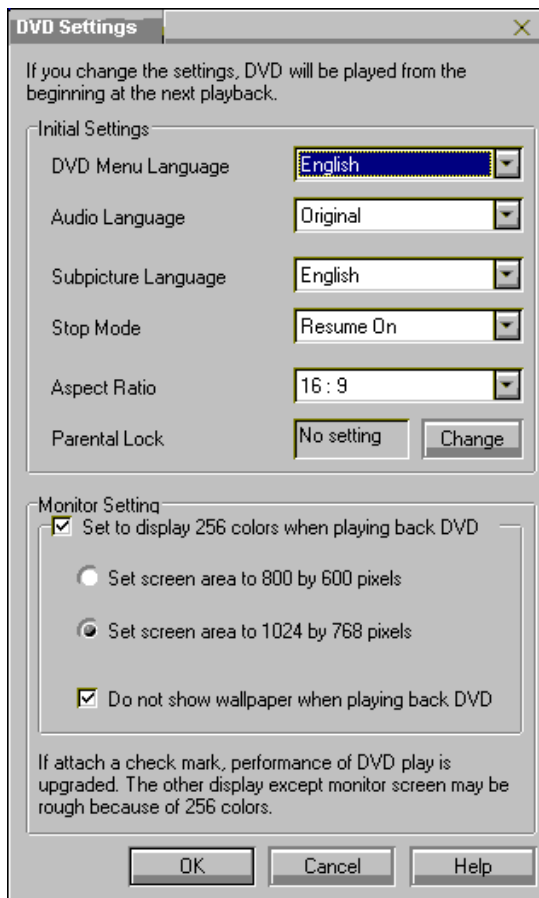 DVD Settings
If you change the settings, DVD will be played from the
beginning at the next playback.
Initial Settings
DVD Menu Language
English
Audio Language
Original
Subpicture Language
English
Stop Mode
Resume On
Aspect Ratio
16 : 9
Parental Lock
No setting
Change
Monitor Setting
Set to display 256 colors when playing back DVD
Set screen area to 800 by 600 pixels
Set screen area to 1024 by 768 pixels
Do not show wallpaper when playing back DVD
If attach a check mark, performance of DVD play is
upgraded. The other display except monitor screen may be
rough because of 256 colors.
OK
Cancel
Help